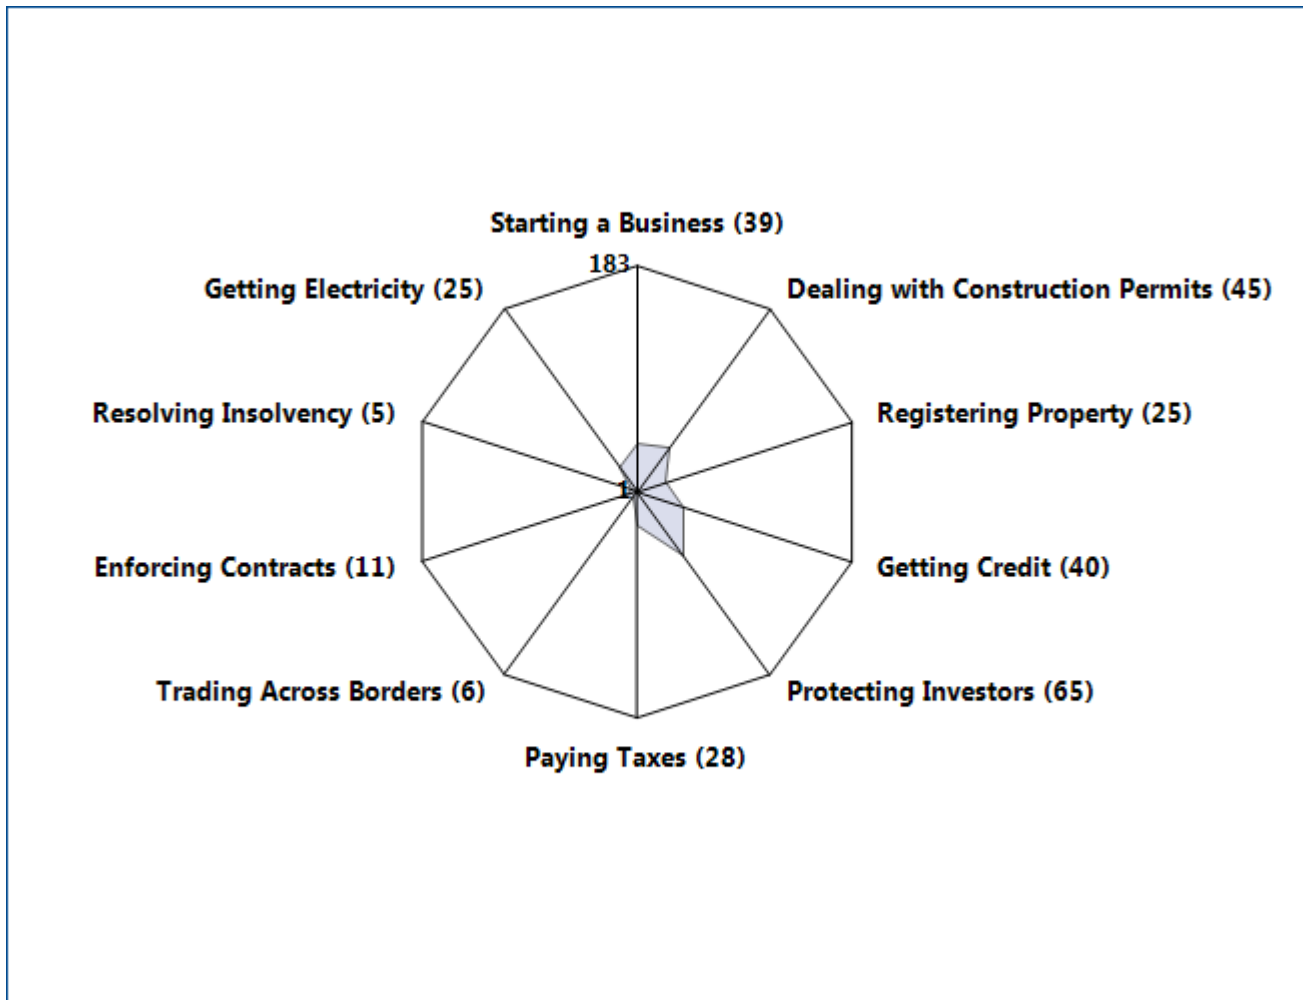 Starting a Business (39)
183
Getting Electricity (25)
Dealing with Construction Permits (45)
Resolving Insolvency (5)
Registering Property (25)
1
Enforcing Contracts (11)
Getting Credit (40)
Trading Across Borders (6)
Protecting Investors (65)
Paying Taxes (28)